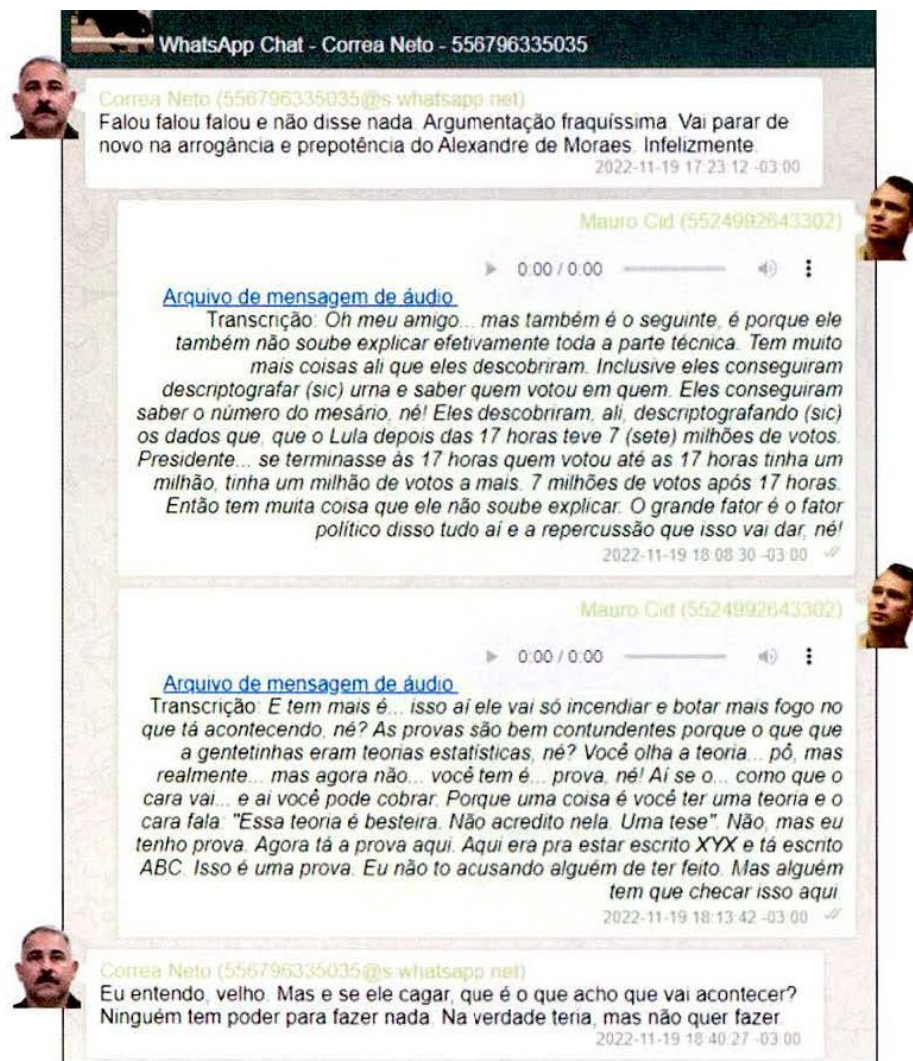 WhatsApp Chat - Correa Neto - 556796335035
Correa Neto (556796335035@s.whatsapp.net)
Falou falou falou e não disse nada. Argumentação fraquíssima. Vai parar de
novo na arrogância e prepotência do Alexandre de Moraes. Infelizmente.
2022-11-19 17:23:12 -03:00
Mauro Cid (5524992643302)
0:00 / 0:00
Arquivo de mensagem de áudio
Transcrição: Oh meu amigo... mas também é o seguinte, é porque ele
também não soube explicar efetivamente toda a parte técnica. Tem muito
mais coisas ali que eles descobriram. Inclusive eles conseguiram
descriptografar (sic) urna e saber quem votou em quem. Eles conseguiram
saber o número do mesário, né! Eles descobriram, ali, descriptografando (sic)
os dados que, que o Lula depois das 17 horas teve 7 (sete) milhões de votos.
Presidente... se terminasse às 17 horas quem votou até as 17 horas tinha um
milhão, tinha um milhão de votos a mais. 7 milhões de votos após 17 horas.
Então tem muita coisa que ele não soube explicar. O grande fator é o fator
político disso tudo aí e a repercussão que isso vai dar, né!
2022-11-19 18:08:30 -03:00
Mauro Cid (5524992643302)
0:00 / 0:00
Arquivo de mensagem de áudio
Transcrição: E tem mais é... isso aí ele vai só incendiar e botar mais fogo no
que tá acontecendo, né? As provas são bem contundentes porque o que que
a gentetinhas eram teorias estatísticas, né? Você olha a teoria... pô, mas
realmente... mas agora não... você tem é... prova, né! Aí se o... como que o
cara vai... e aí você pode cobrar. Porque uma coisa é você ter uma teoria e o
cara fala: "Essa teoria é besteira. Não acredito nela. Uma tese". Não, mas eu
tenho prova. Agora tá a prova aqui. Aqui era pra estar escrito XYX e tá escrito
ABC. Isso é uma prova. Eu não to acusando alguém de ter feito. Mas alguém
tem que checar isso aqui.
2022-11-19 18:13:42 -03:00
Correa Neto (556796335035@s.whatsapp.net)
Eu entendo, velho. Mas e se ele cagar, que é o que acho que vai acontecer?
Ninguém tem poder para fazer nada. Na verdade teria, mas não quer fazer.
2022-11-19 18:40:27 -03:00